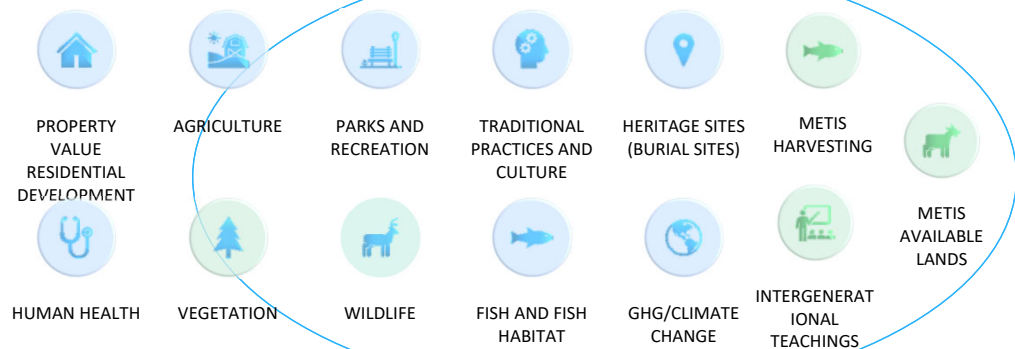 PROPERTY
VALUE
RESIDENTIAL
DEVELOPMENT
AGRICULTURE
PARKS AND
RECREATION
TRADITIONAL
PRACTICES AND
CULTURE
HERITAGE SITES
(BURIAL SITES)
METIS
HARVESTING
METIS
AVAILABLE
LANDS
HUMAN HEALTH
VEGETATION
WILDLIFE
FISH AND FISH
HABITAT
GHG/CLIMATE
CHANGE
INTERGENERAT
IONAL
TEACHINGS